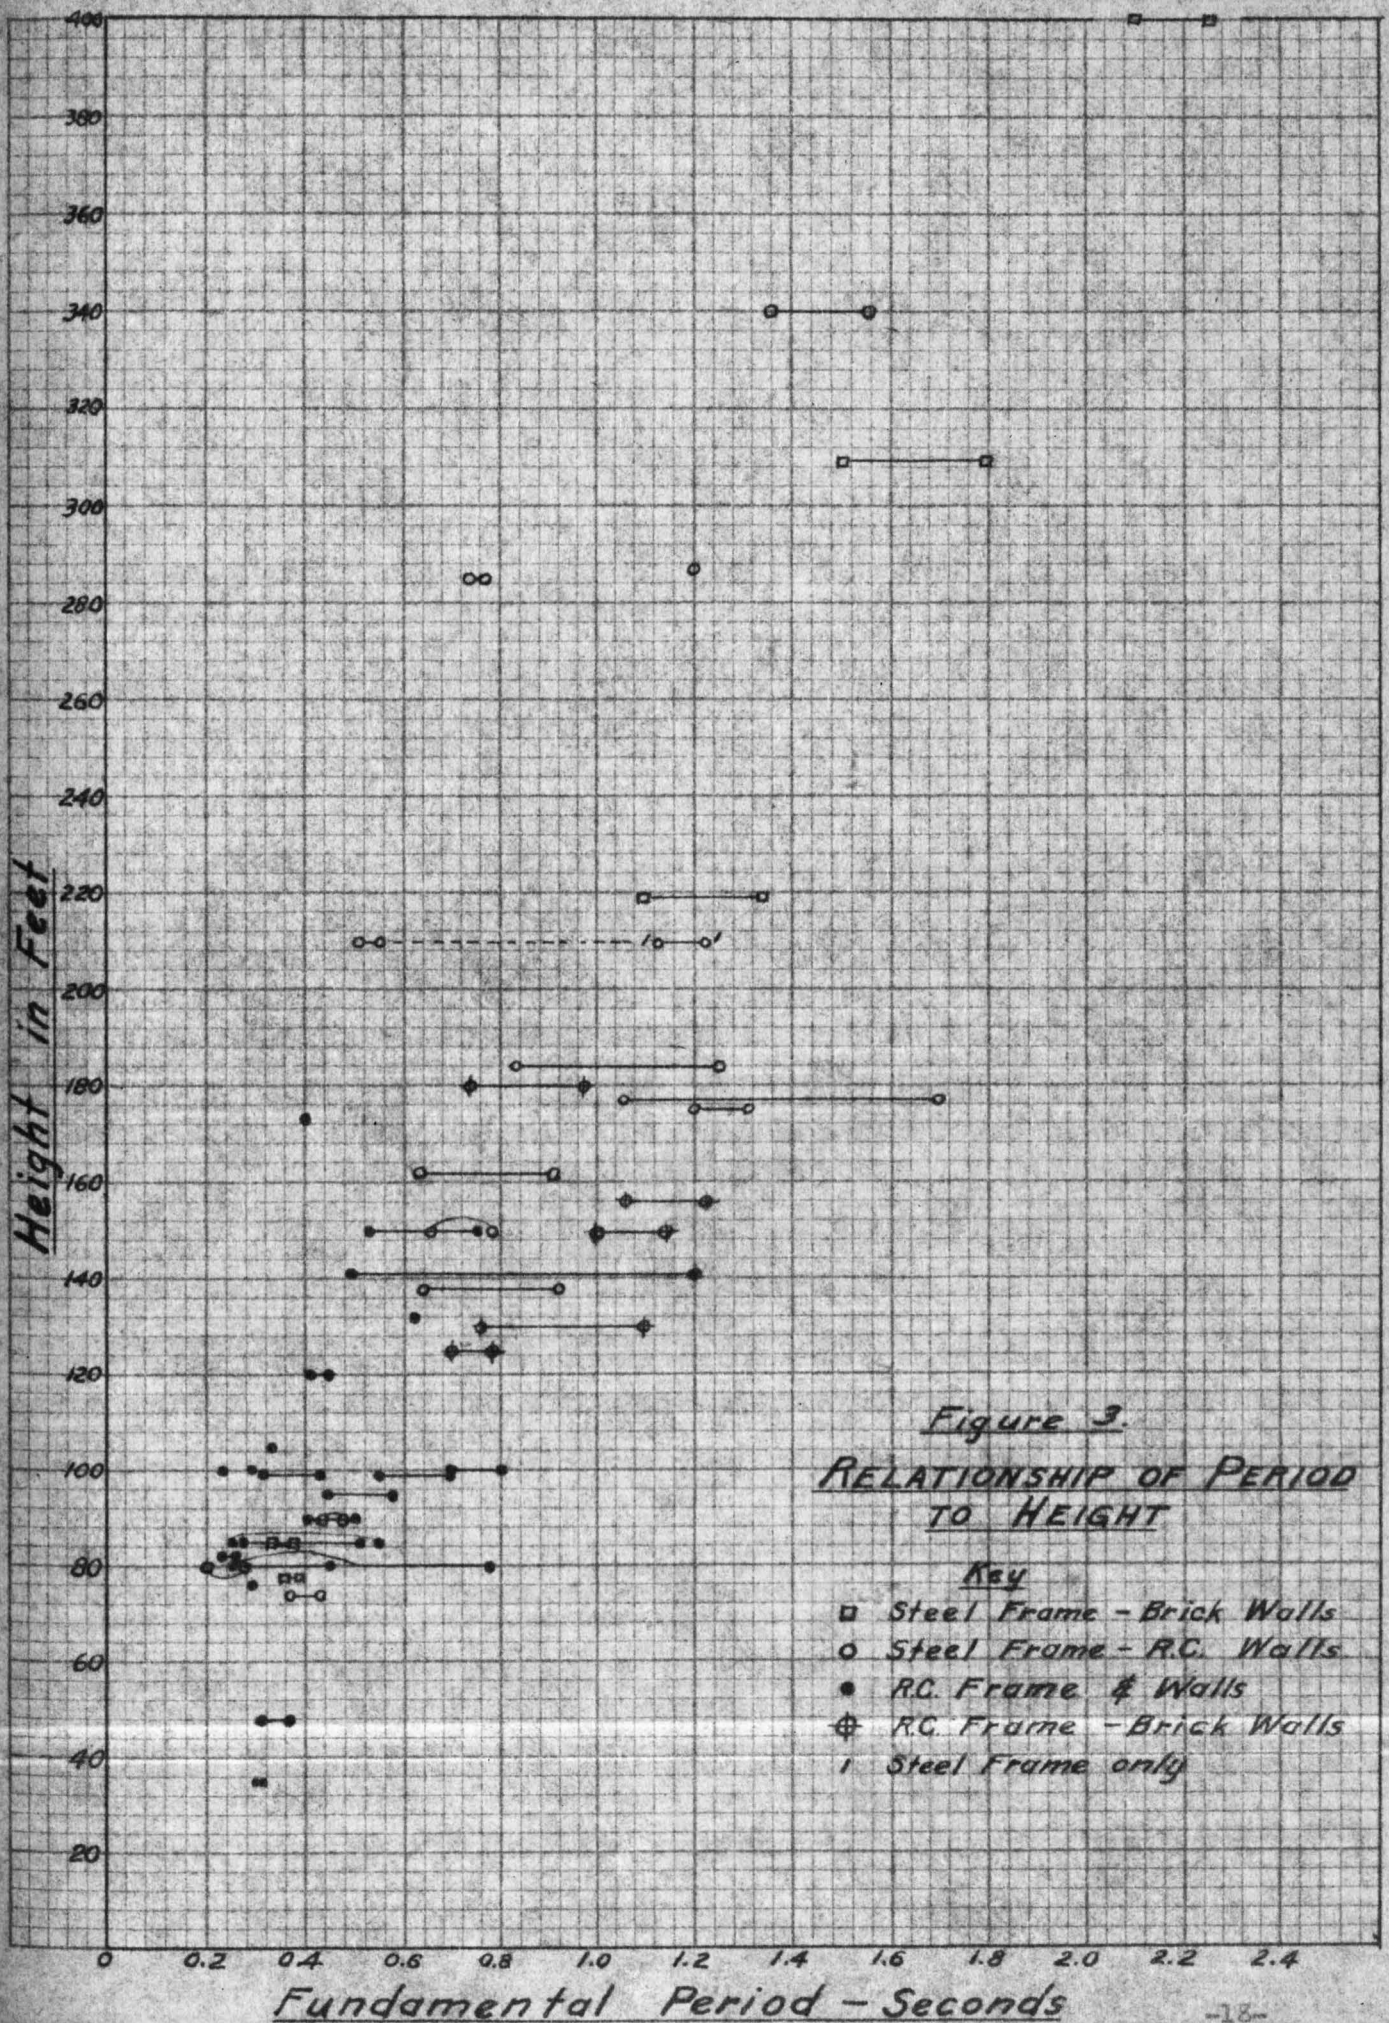 400
380
360
340
320
300
280
260
240
220
200
180
160
140
120
100
80
60
40
20
Height in Feet
Figure 3.
RELATIONSHIP OF PERIOD
TO HEIGHT
Key
Steel Frame - Brick Walls
Steel Frame - R.C. Walls
R.C. Frame & Walls
R.C. Frame - Brick Walls
Steel Frame only
0 0.2 0.4 0.6 0.8 1.0 1.2 1.4 1.6 1.8 2.0 2.2 2.4
Fundamental Period - Seconds
-18-